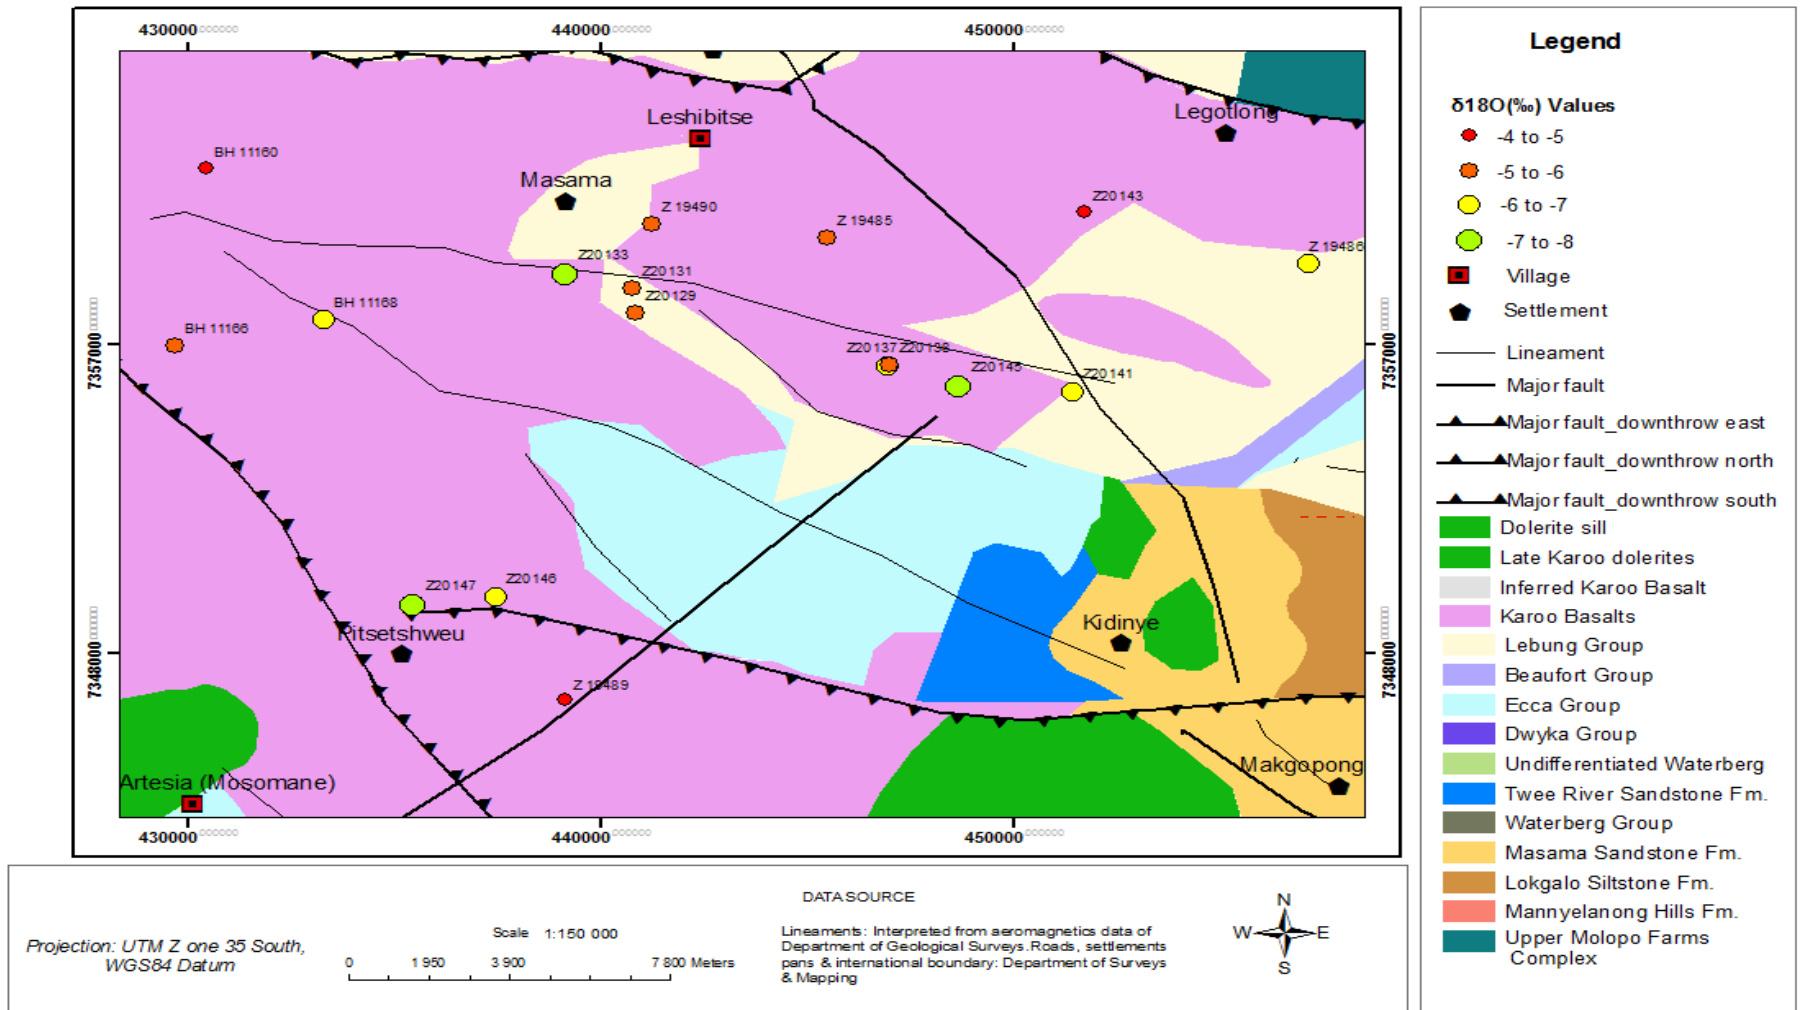 430000
440000
450000
Leshibitse
Legotlong
BH 11160
Masama
Z20143
Z 19490
Z 19485
Z 19486
Z20133
Z20131
Z20129
BH 11168
BH 11166
7357000
7357000
Z20137
Z20138
Z20145
Z20141
Z20147
Z20146
Pitsetshweu
Kidinye
7348000
7348000
Z 19489
Artesia (Mosomane)
Makgopong
430000
440000
450000
Legend
δ18O(‰) Values
-4 to -5
-5 to -6
-6 to -7
-7 to -8
Village
Settlement
Lineament
Major fault
Major fault_downthrow east
Major fault_downthrow north
Major fault_downthrow south
Dolerite sill
Late Karoo dolerites
Inferred Karoo Basalt
Karoo Basalts
Lebung Group
Beaufort Group
Ecca Group
Dwyka Group
Undifferentiated Waterberg
Twee River Sandstone Fm.
Waterberg Group
Masama Sandstone Fm.
Lokgalo Siltstone Fm.
Mannyelanong Hills Fm.
Upper Molopo Farms
Complex
Projection: UTM Z one 35 South,
WGS84 Datum
Scale 1:150 000
0 1 950 3 900 7 800 Meters
DATA SOURCE
Lineaments: Interpreted from aeromagnetics data of
Department of Geological Surveys.Roads, settlements
pans & international boundary: Department of Surveys
& Mapping
N
W E
S